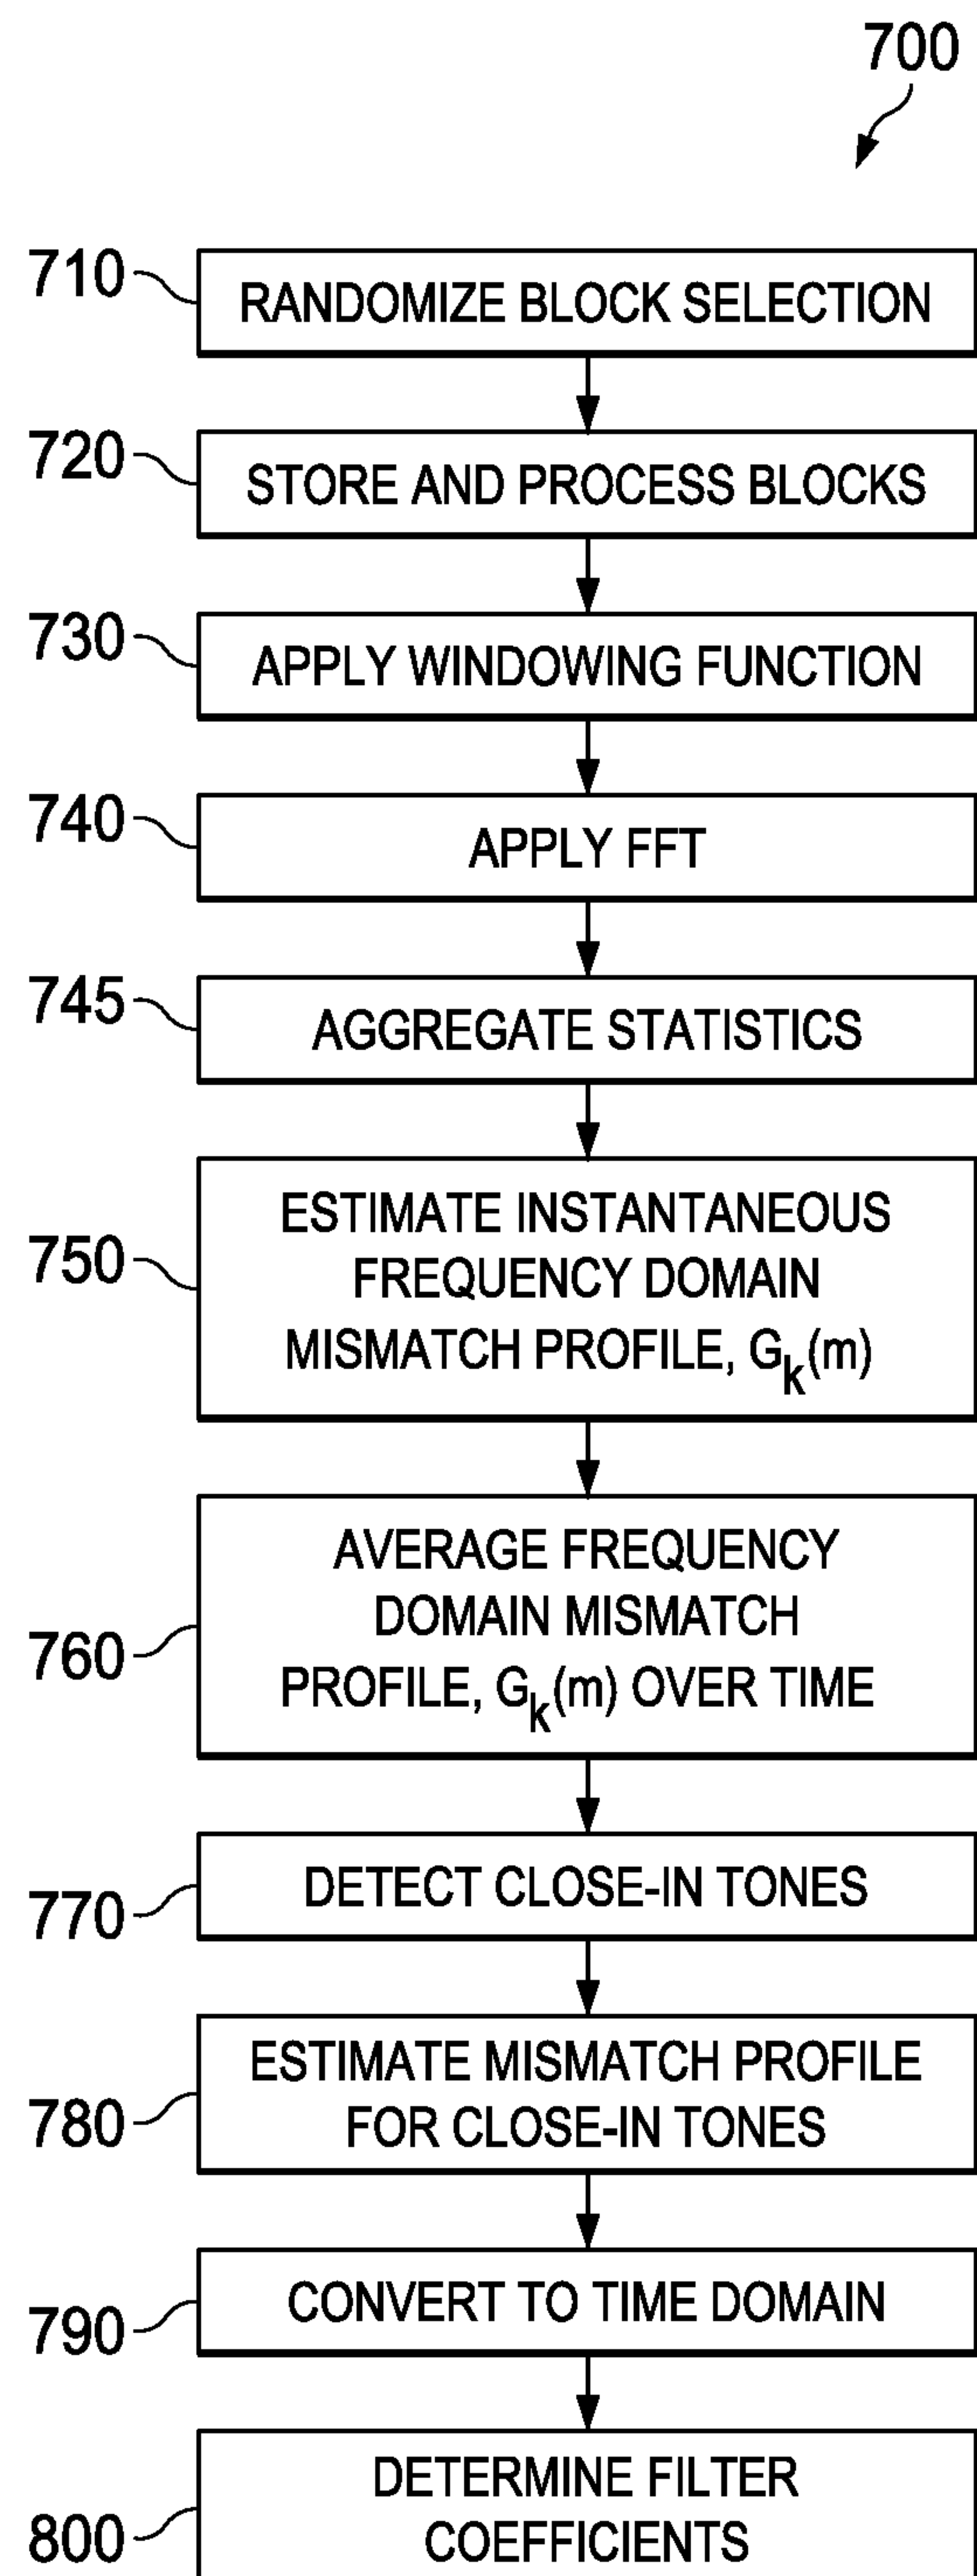 700
710
RANDOMIZE BLOCK SELECTION
720
STORE AND PROCESS BLOCKS
730
APPLY WINDOWING FUNCTION
740
APPLY FFT
745
AGGREGATE STATISTICS
750
ESTIMATE INSTANTANEOUS
FREQUENCY DOMAIN
MISMATCH PROFILE, Gk(m)
760
AVERAGE FREQUENCY
DOMAIN MISMATCH
PROFILE, Gk(m) OVER TIME
770
DETECT CLOSE-IN TONES
780
ESTIMATE MISMATCH PROFILE
FOR CLOSE-IN TONES
790
CONVERT TO TIME DOMAIN
800
DETERMINE FILTER
COEFFICIENTS